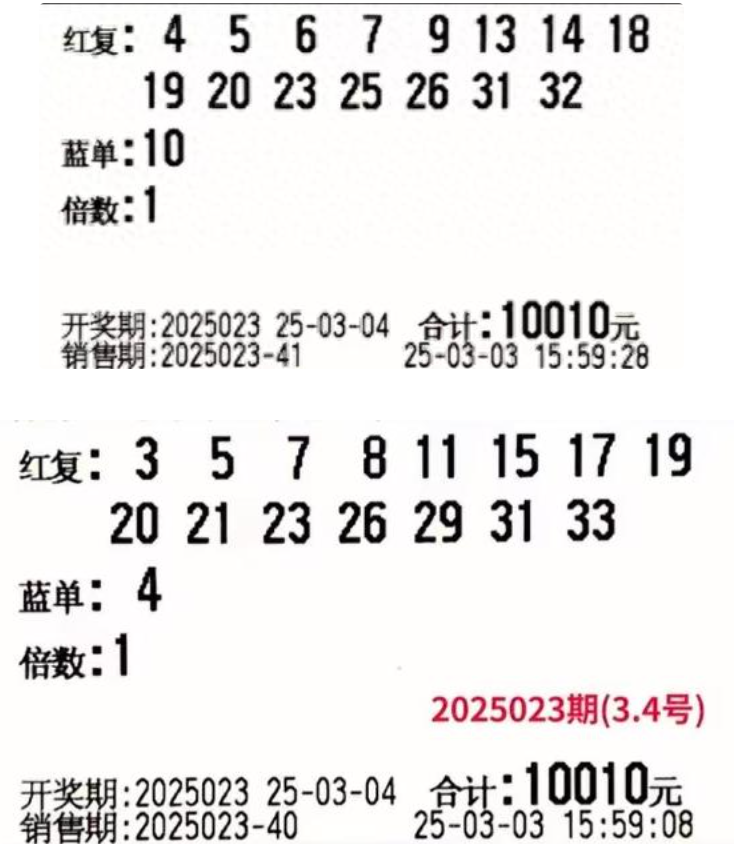 红复: 4 5 6 7 9 13 14 18
19 20 23 25 26 31 32
蓝单:10
倍数:1
开奖期:2025023 25-03-04 合计:10010元
销售期:2025023-41 25-03-03 15:59:28
红复: 3 5 7 8 11 15 17 19
20 21 23 26 29 31 33
蓝单: 4
倍数:1
2025023期(3.4号)
开奖期:2025023 25-03-04 合计:10010元
销售期:2025023-40 25-03-03 15:59:08